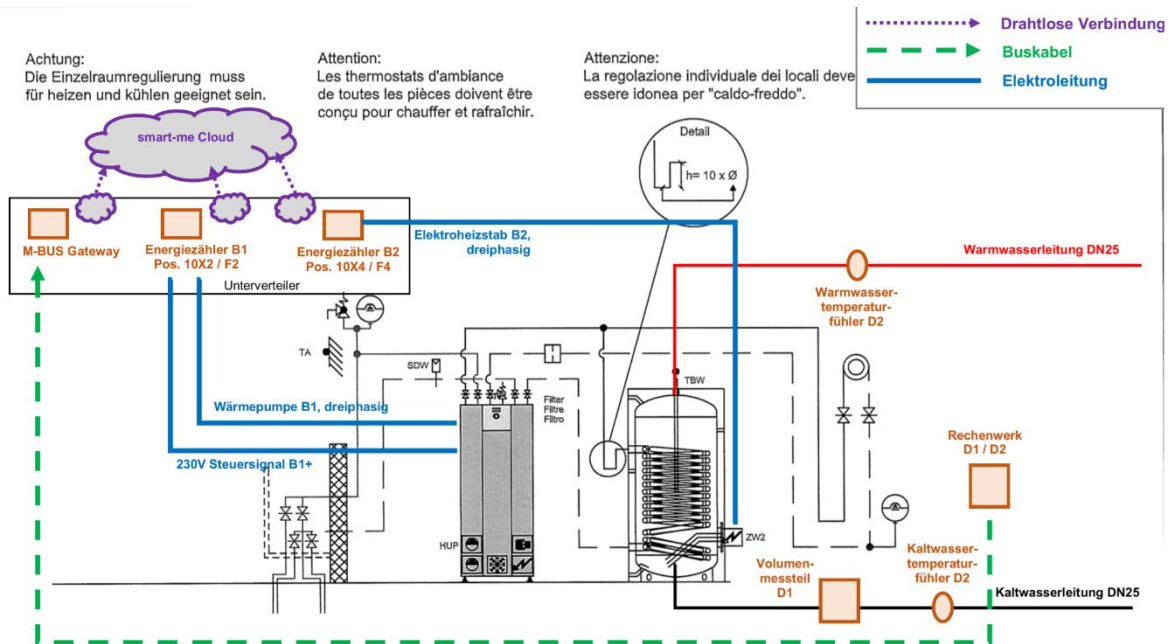 Drahtlose Verbindung
Buskabel
Elektroleitung
Achtung:
Die Einzelraumregulierung muss
für heizen und kühlen geeignet sein.
Attention:
Les thermostats d'ambiance
de toutes les pièces doivent être
conçu pour chauffer et rafraîchir.
Attenzione:
La regolazione individuale dei locali deve
essere idonea per "caldo-freddo".
smart-me Cloud
Detail
h= 10 x Ø
M-BUS Gateway
Energiezähler B1
Pos. 10X2 / F2
Energiezähler B2
Pos. 10X4 / F4
Unterverteiler
Elektroheizstab B2,
dreiphasig
Warmwasserleitung DN25
Warmwasser-
temperatur-
fühler D2
TA
SDW
TBW
Filter
Filtre
Filtro
Wärmepumpe B1, dreiphasig
230V Steuersignal B1+
Rechenwerk
D1 / D2
HUP
ZW2
Volumen-
messteil
D1
Kaltwasser-
temperatur-
fühler D2
Kaltwasserleitung DN25